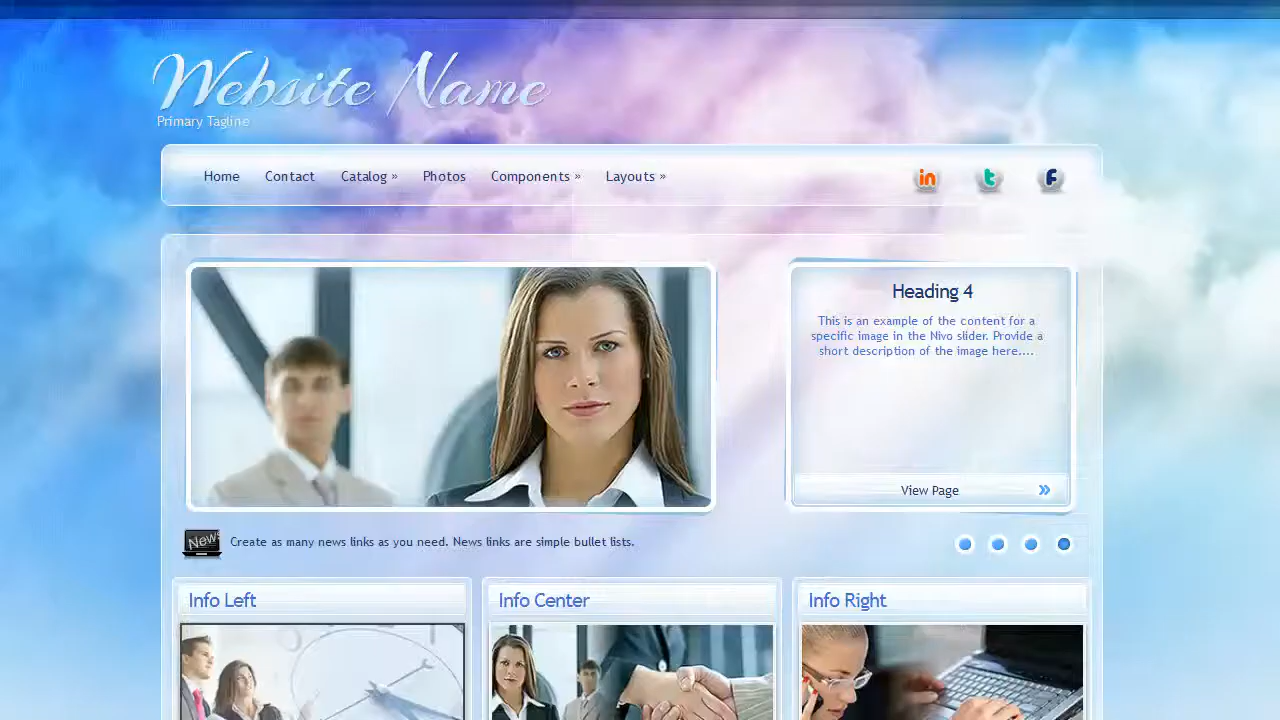 Website Name
Primary Tagline
Home Contact Catalog » Photos Components » Layouts »
in t f
Heading 4
This is an example of the content for a
specific image in the Nivo slider. Provide a
short description of the image here....
View Page »
News
Create as many news links as you need. News links are simple bullet lists.
Info Left Info Center Info Right